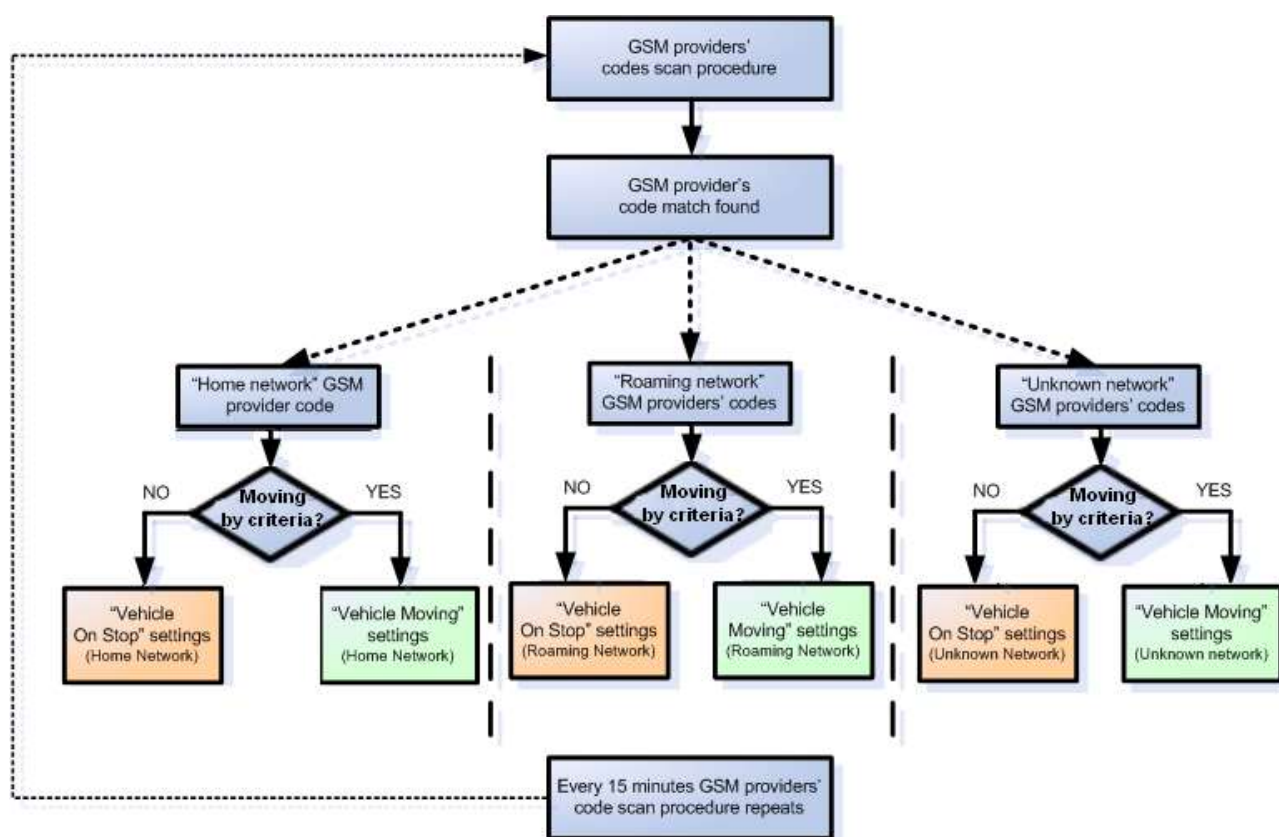 GSM providers'
codes scan procedure
GSM provider's
code match found
"Home network" GSM
provider code
"Roaming network"
GSM providers' codes
"Unknown network"
GSM providers' codes
NO
Moving
by criteria?
YES
NO
Moving
by criteria?
YES
NO
Moving
by criteria?
YES
"Vehicle
On Stop" settings
(Home Network)
"Vehicle Moving"
settings
(Home Network)
"Vehicle
On Stop" settings
(Roaming Network)
"Vehicle
Moving" settings
(Roaming Network)
"Vehicle
On Stop" settings
(Unknown Network)
"Vehicle Moving"
settings
(Unknown network)
Every 15 minutes GSM providers'
code scan procedure repeats